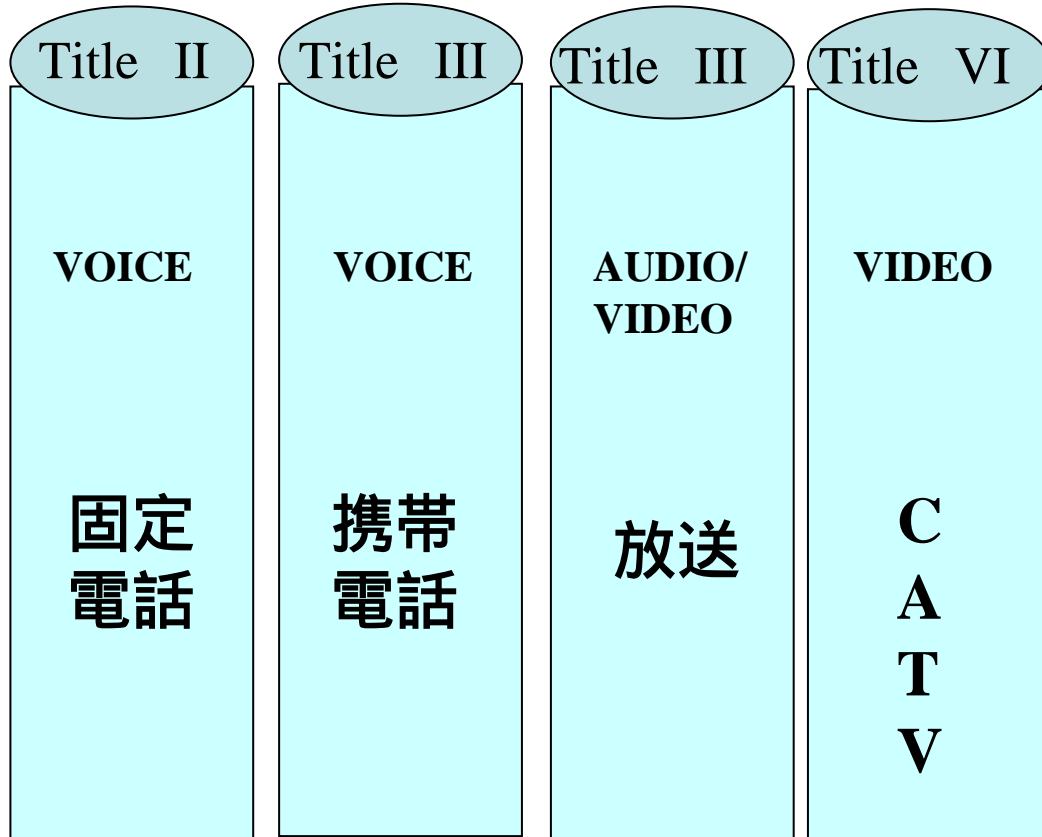 Title II
VOICE
固定
電話
Title III
VOICE
携帯
電話
Title III
AUDIO/
VIDEO
放送
Title VI
VIDEO
C
A
T
V